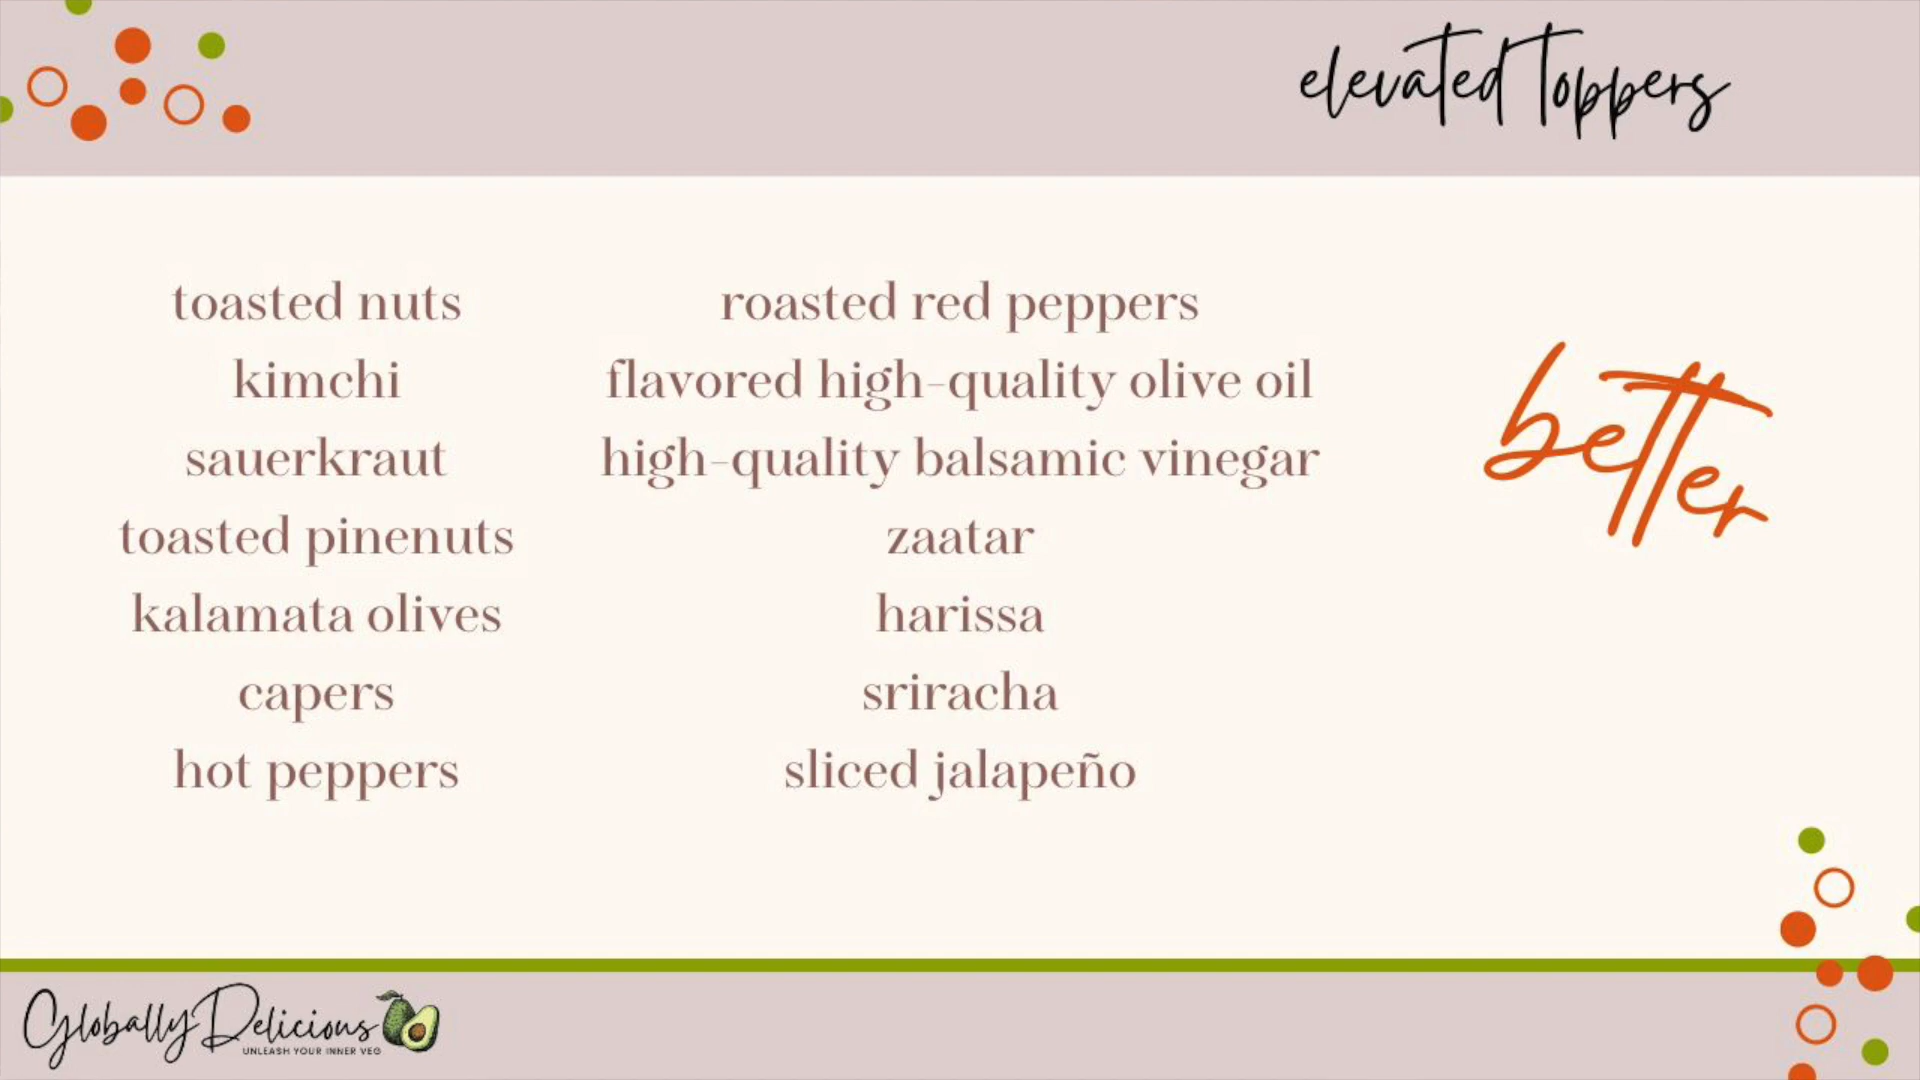 elevated toppers
toasted nuts
kimchi
sauerkraut
toasted pinenuts
kalamata olives
capers
hot peppers
roasted red peppers
flavored high-quality olive oil
high-quality balsamic vinegar
zaatar
harissa
sriracha
sliced jalapeño
better
Globally Delicious
UNLEASH YOUR INNER VEG